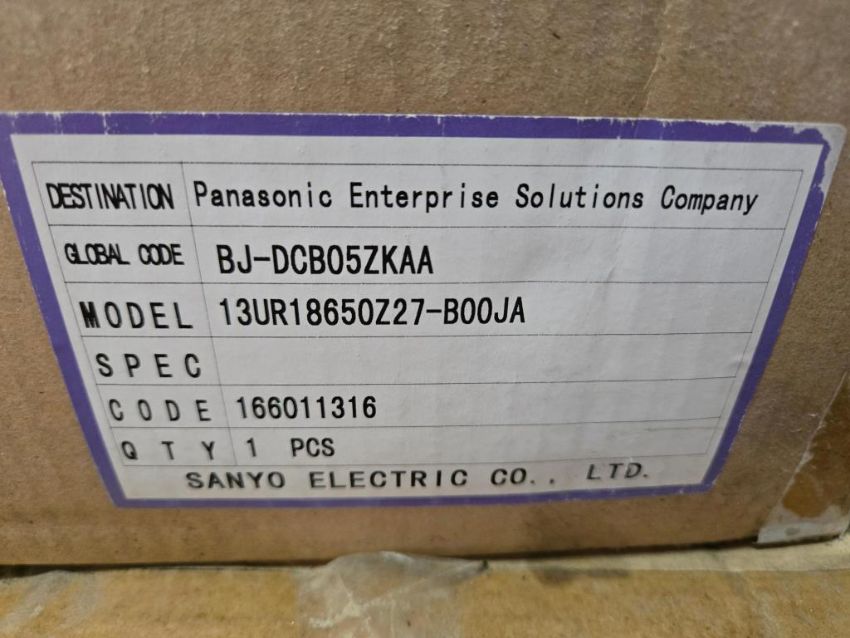 DESTINATION Panasonic Enterprise Solutions Company
GLOBAL CODE BJ-DCB05ZKAA
MODEL 13UR18650Z27-B00JA
SPEC
CODE 166011316
QTY 1 PCS
SANYO ELECTRIC CO., LTD.